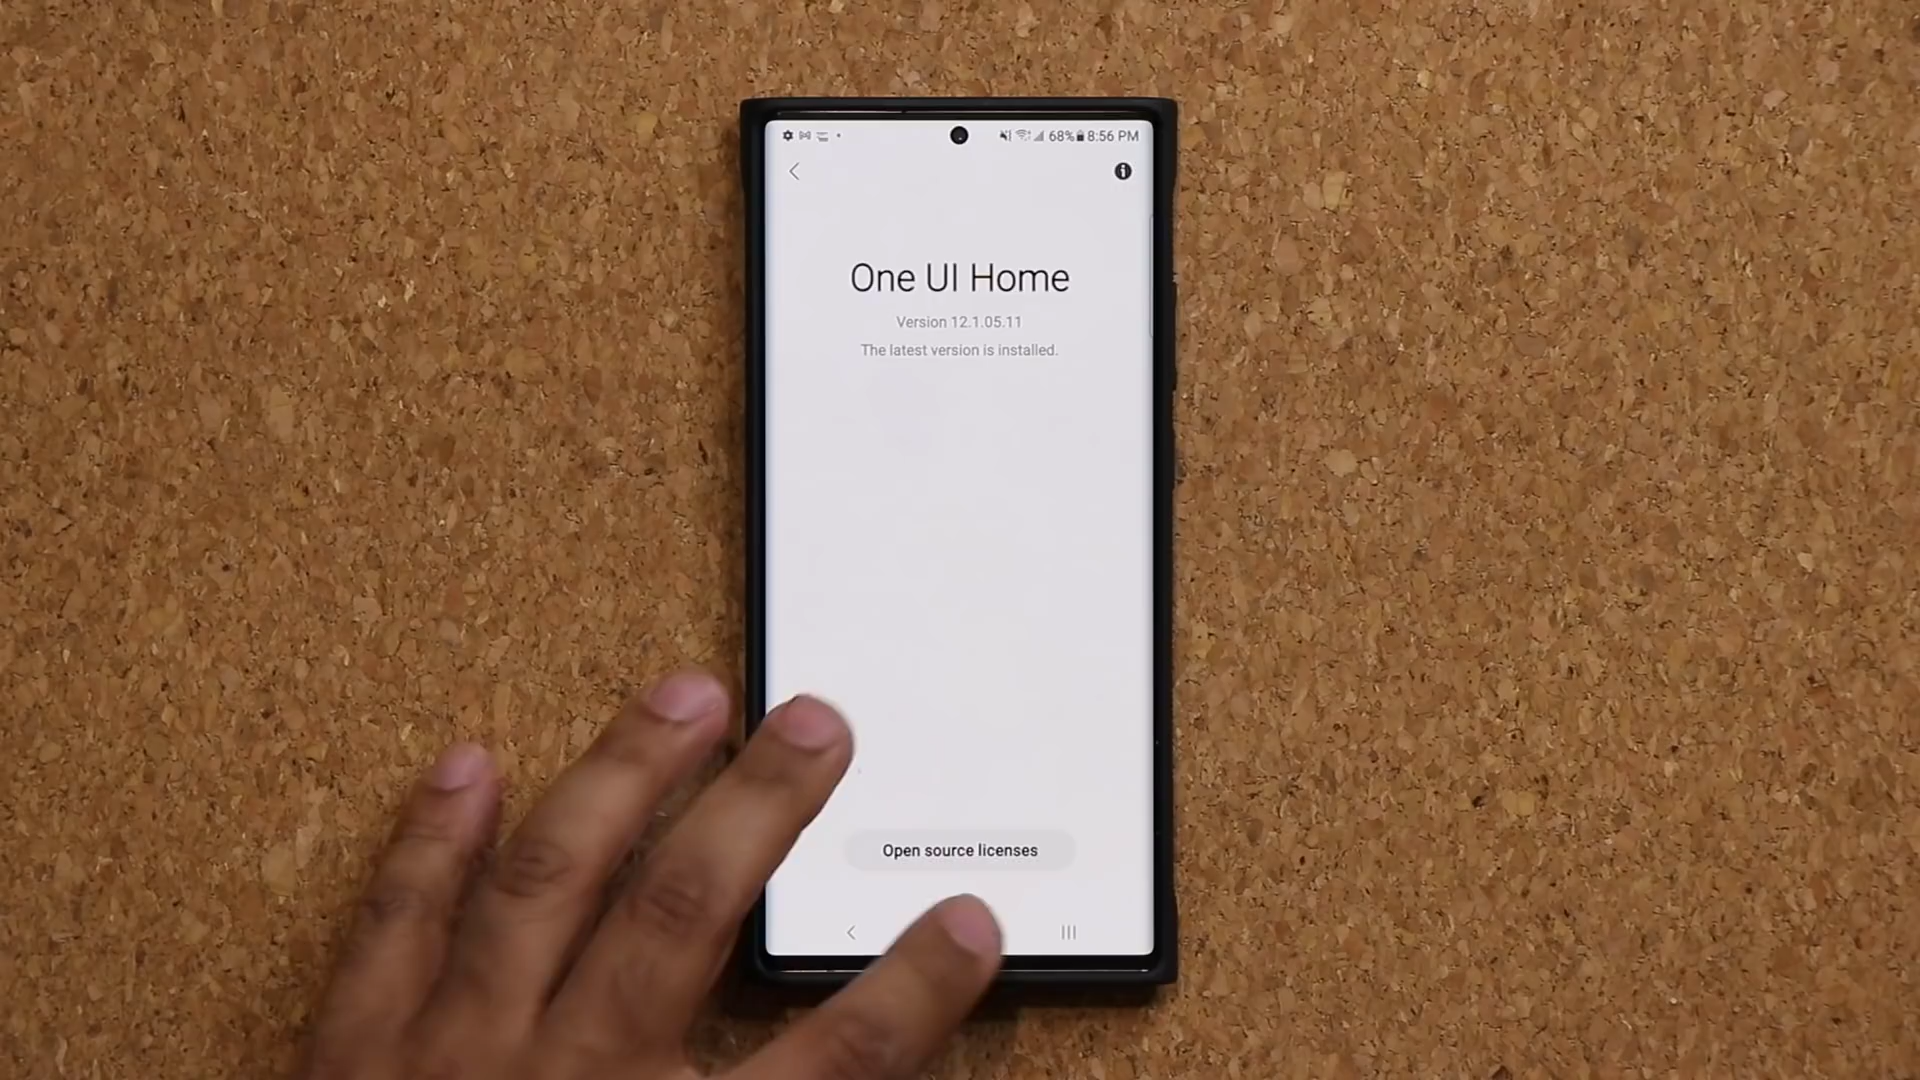 68% 8:56 PM
One UI Home
Version 12.1.05.11
The latest version is installed.
Open source licenses